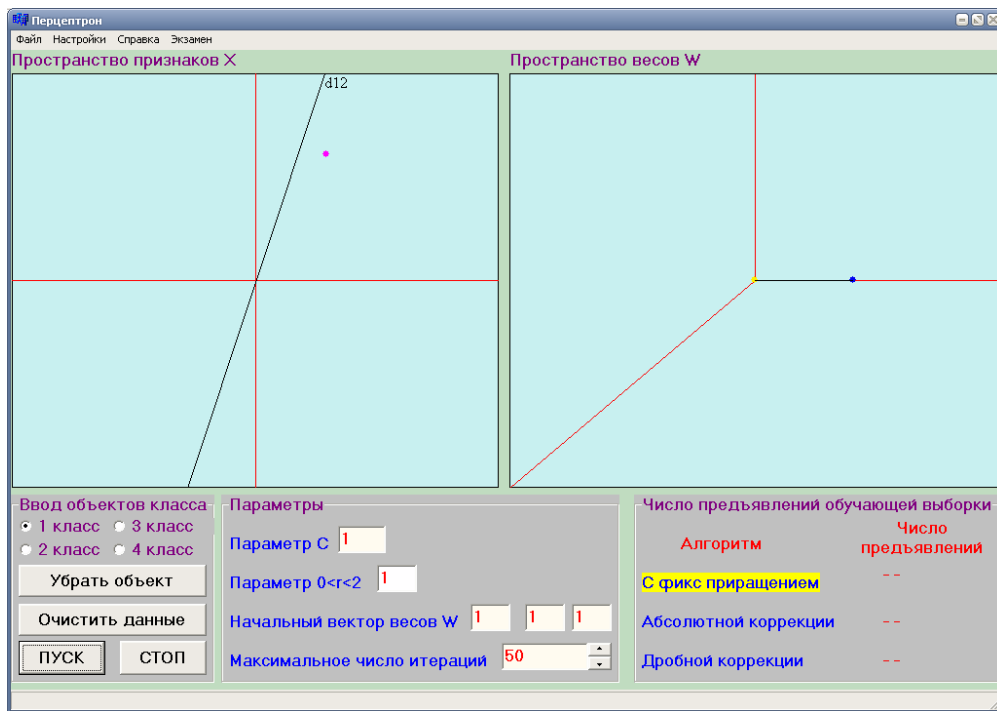 Перцептрон
Файл Настройки Справка Экзамен
Пространство признаков X
Пространство весов W
d12
Ввод объектов класса
1 класс 3 класс
2 класс 4 класс
Убрать объект
Очистить данные
ПУСК СТОП
Параметры
Параметр C 1
Параметр 0<r<2 1
Начальный вектор весов W 1 1 1
Максимальное число итераций 50
Число предъявлений обучающей выборки
Алгоритм Число предъявлений
С фикс приращением --
Абсолютной коррекции --
Дробной коррекции --